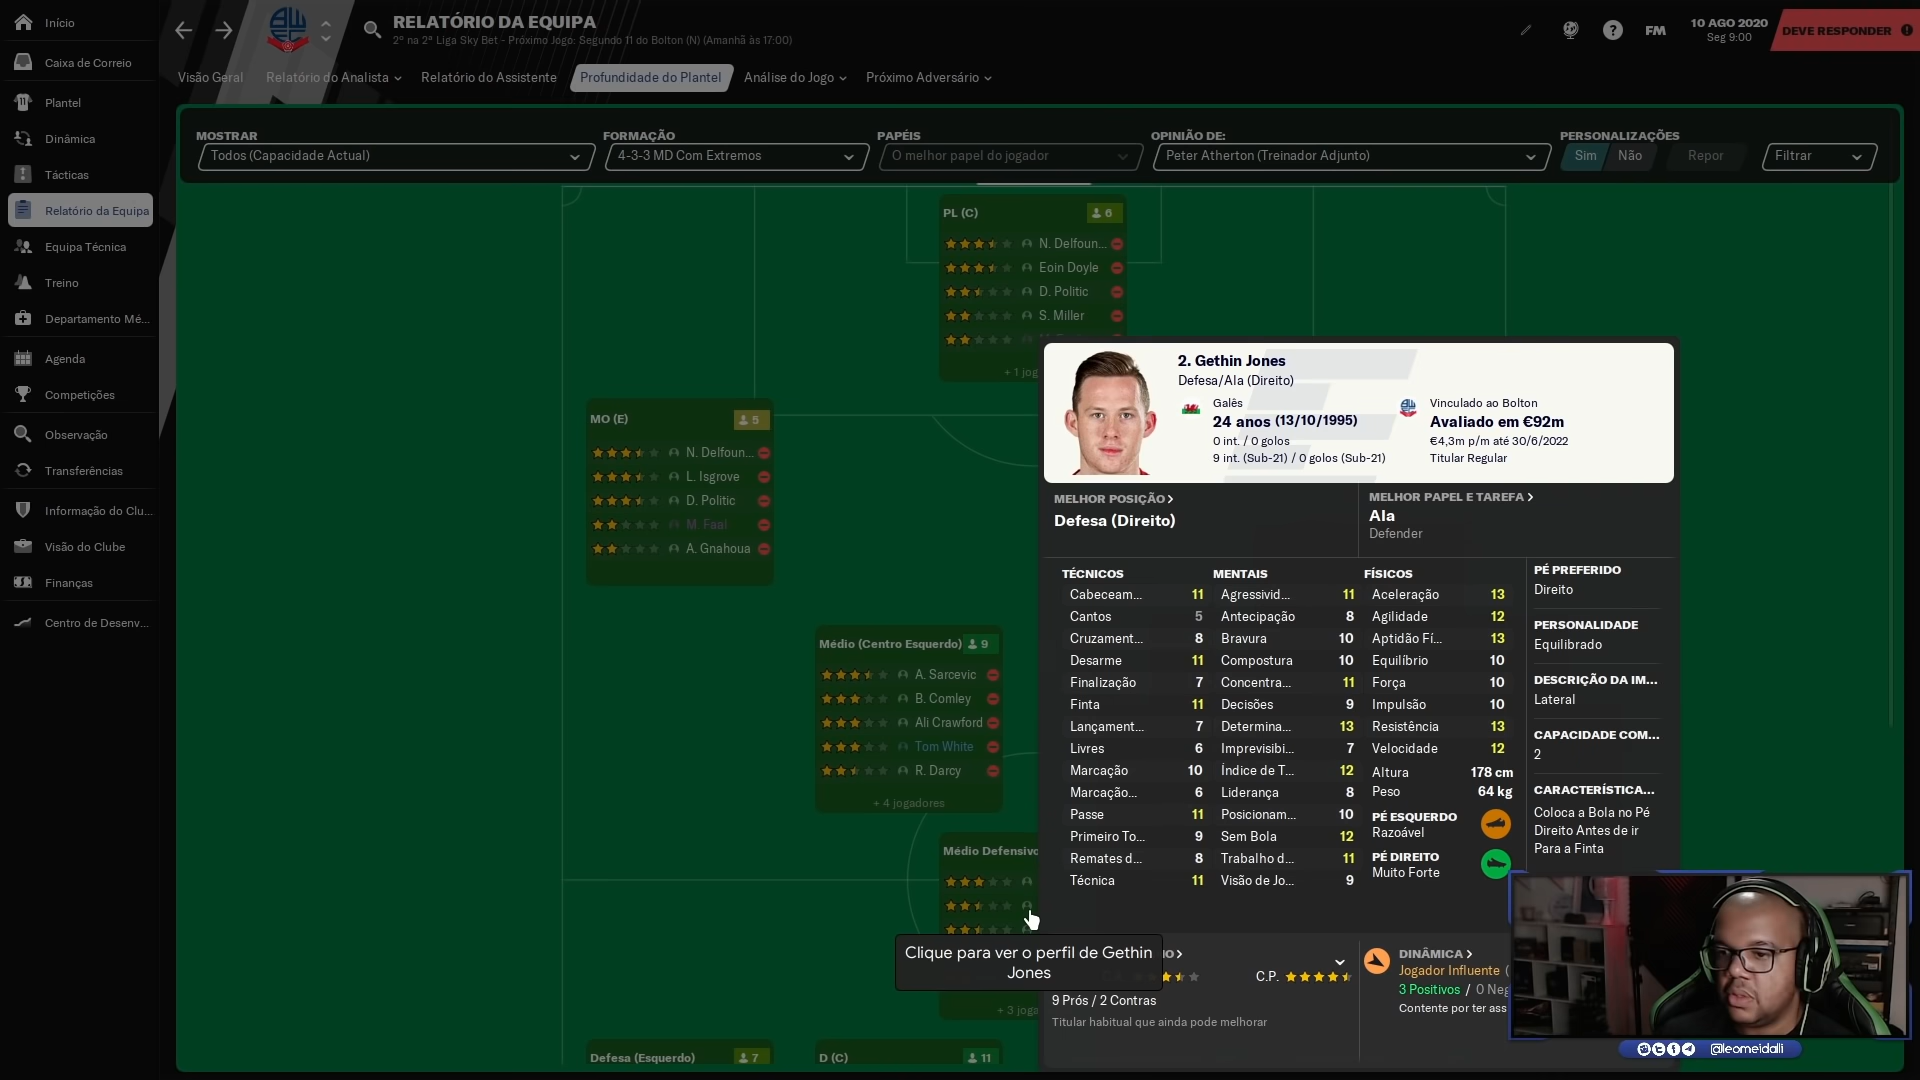 Início
Caixa de Correio
Plantel
Dinâmica
Tácticas
Relatório da Equipa
Equipa Técnica
Treino
Departamento Mé...
Agenda
Competições
Observação
Transferências
Informação do Clu...
Visão do Clube
Finanças
Centro de Desenv...
RELATÓRIO DA EQUIPA
2º na 2ª Liga Sky Bet - Próximo Jogo: Segundo 11 do Bolton (N) (Amanhã às 17:00)
FM
10 AGO 2020
Seg 9:00
DEVE RESPONDER
Visão Geral
Relatório do Analista
Relatório do Assistente
Profundidade do Plantel
Análise do Jogo
Próximo Adversário
MOSTRAR
Todos (Capacidade Actual)
FORMAÇÃO
4-3-3 MD Com Extremos
PAPÉIS
O melhor papel do jogador
OPINIÃO DE:
Peter Atherton (Treinador Adjunto)
PERSONALIZAÇÕES
Sim
Não
Repor
Filtrar
PL (C) 6
N. Delfoun...
Eoin Doyle
D. Politic
S. Miller
+ 1 jog
MO (E) 5
N. Delfoun...
L. Isgrove
D. Politic
M. Faal
A. Gnahoua
Médio (Centro Esquerdo) 9
A. Sarcevic
B. Comley
Ali Crawford
Tom White
R. Darcy
+ 4 jogadores
Médio Defensivo
+ 3 joga
Defesa (Esquerdo) 7
D (C) 11
2. Gethin Jones
Defesa/Ala (Direito)
Galês
24 anos (13/10/1995)
0 int. / 0 golos
9 int. (Sub-21) / 0 golos (Sub-21)
Vinculado ao Bolton
Avaliado em €92m
€4,3m p/m até 30/6/2022
Titular Regular
MELHOR POSIÇÃO
Defesa (Direito)
MELHOR PAPEL E TAREFA
Ala
Defender
TÉCNICOS
Cabeceam... 11
Cantos 5
Cruzament... 8
Desarme 11
Finalização 7
Finta 11
Lançament... 7
Livres 6
Marcação 10
Marcação... 6
Passe 11
Primeiro To... 9
Remates d... 8
Técnica 11
MENTAIS
Agressivid... 11
Antecipação 8
Bravura 10
Compostura 10
Concentra... 11
Decisões 9
Determina... 13
Imprevisibi... 7
Índice de T... 12
Liderança 8
Posicionam... 10
Sem Bola 12
Trabalho d... 11
Visão de Jo... 9
FÍSICOS
Aceleração 13
Agilidade 12
Aptidão Fí... 13
Equilíbrio 10
Força 10
Impulsão 10
Resistência 13
Velocidade 12
Altura 178 cm
Peso 64 kg
PÉ ESQUERDO
Razoável
PÉ DIREITO
Muito Forte
PÉ PREFERIDO
Direito
PERSONALIDADE
Equilibrado
DESCRIÇÃO DA IM...
Lateral
CAPACIDADE COM...
2
CARACTERÍSTICA...
Coloca a Bola no Pé
Direito Antes de ir
Para a Finta
Clique para ver o perfil de Gethin
Jones
C.P.
9 Prós / 2 Contras
Titular habitual que ainda pode melhorar
DINÂMICA
Jogador Influente (
3 Positivos / 0 Neg
Contente por ter ass
@leomeidalli